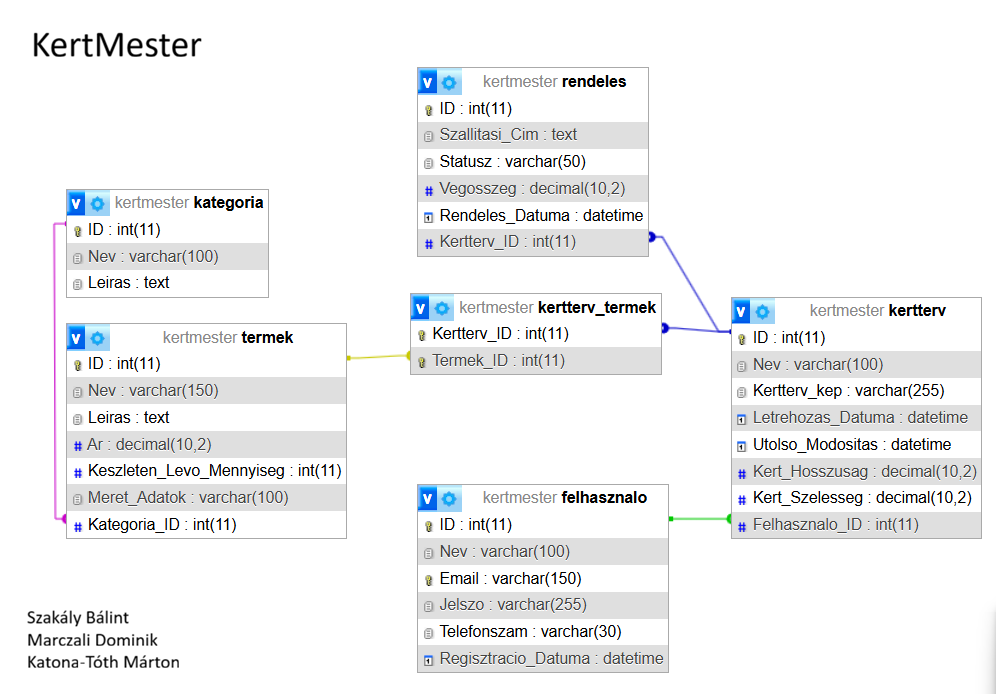 KertMester
kertmester rendeles
ID : int(11)
Szallitasi_Cim : text
Statusz : varchar(50)
Vegosszeg : decimal(10,2)
Rendeles_Datuma : datetime
Kertterv_ID : int(11)
kertmester kategoria
ID : int(11)
Nev : varchar(100)
Leiras : text
kertmester kertterv_termek
Kertterv_ID : int(11)
Termek_ID : int(11)
kertmester kertterv
ID : int(11)
Nev : varchar(100)
Kertterv_kep : varchar(255)
Letrehozas_Datuma : datetime
Utolso_Modositas : datetime
Kert_Hosszusag : decimal(10,2)
Kert_Szelesseg : decimal(10,2)
Felhasznalo_ID : int(11)
kertmester termek
ID : int(11)
Nev : varchar(150)
Leiras : text
Ar : decimal(10,2)
Keszleten_Levo_Mennyiseg : int(11)
Meret_Adatok : varchar(100)
Kategoria_ID : int(11)
kertmester felhasznalo
ID : int(11)
Nev : varchar(100)
Email : varchar(150)
Jelszo : varchar(255)
Telefonszam : varchar(30)
Regisztracio_Datuma : datetime
Szakály Bálint
Marczali Dominik
Katona-Tóth Márton